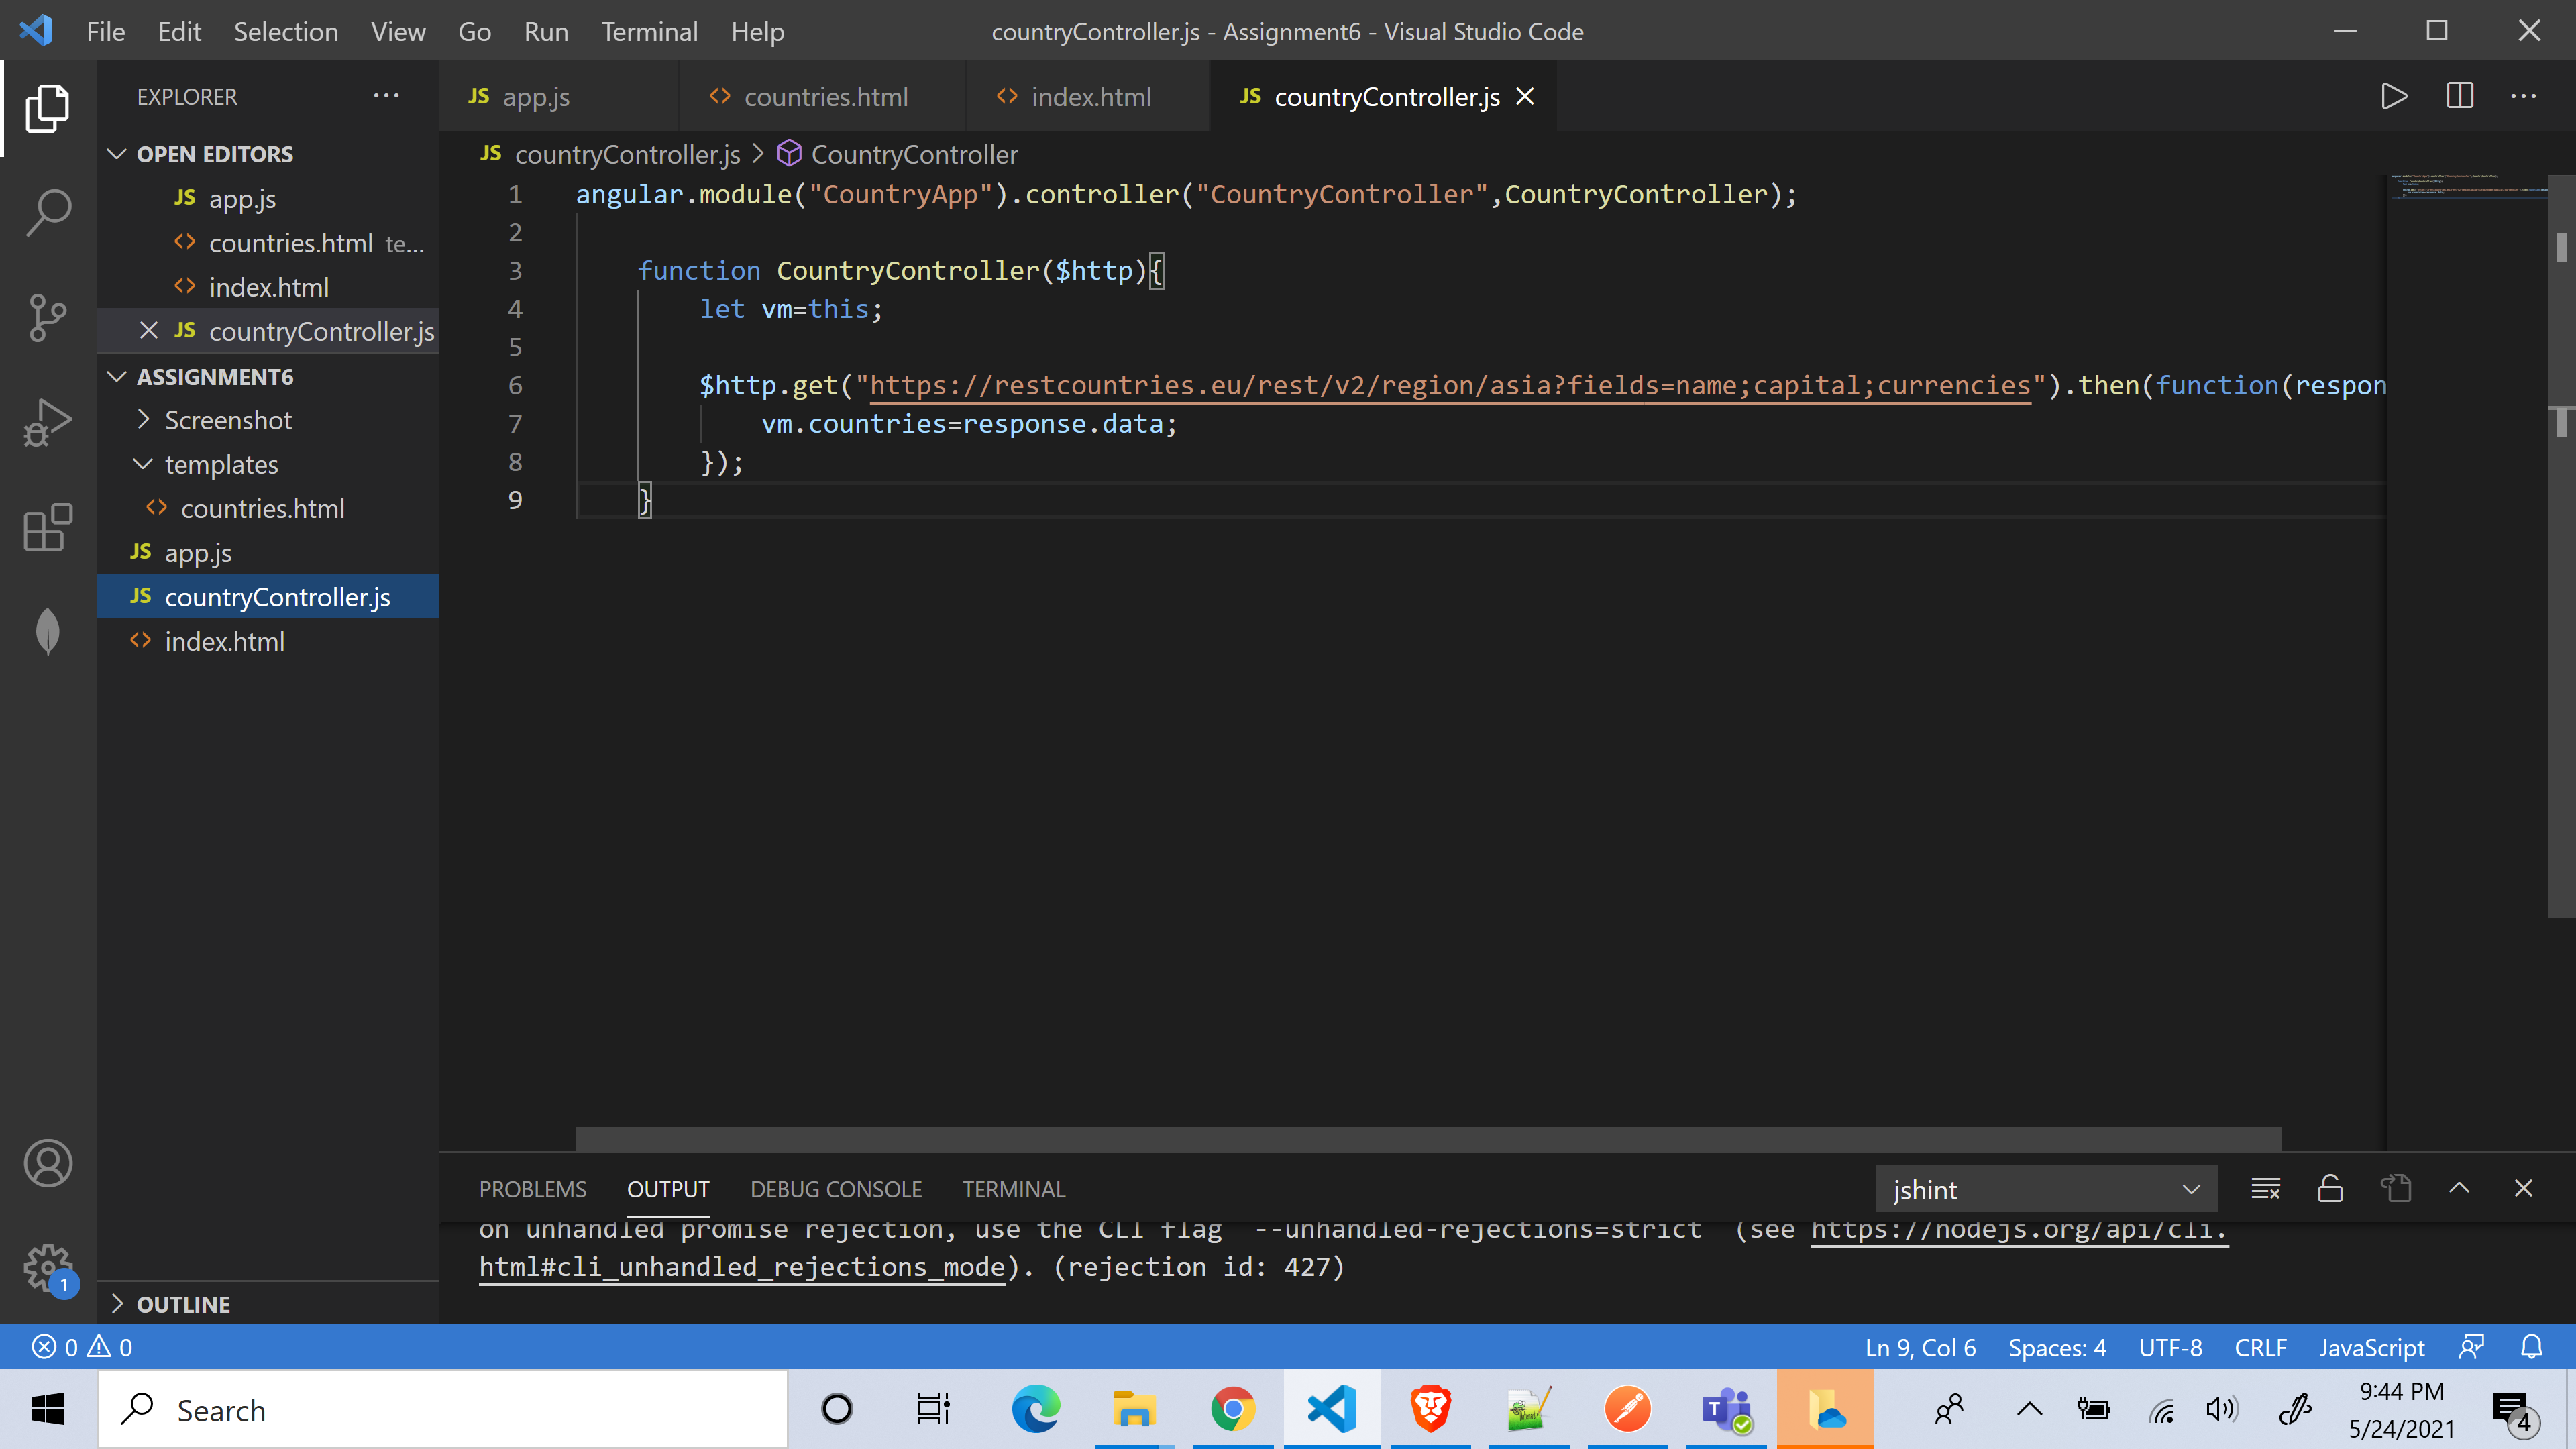 File Edit Selection View Go Run Terminal Help countryController.js - Assignment6 - Visual Studio Code
EXPLORER
JS app.js countries.html index.html JS countryController.js
OPEN EDITORS
JS app.js
countries.html te...
index.html
JS countryController.js
ASSIGNMENT6
Screenshot
templates
countries.html
JS app.js
JS countryController.js
index.html
OUTLINE
JS countryController.js > CountryController
1 angular.module("CountryApp").controller("CountryController",CountryController);
2
3 function CountryController($http){
4 let vm=this;
5
6 $http.get("https://restcountries.eu/rest/v2/region/asia?fields=name;capital;currencies").then(function(respon
7 vm.countries=response.data;
8 });
9 }
PROBLEMS OUTPUT DEBUG CONSOLE TERMINAL jshint
on unhandled promise rejection, use the CLI flag --unhandled-rejections=strict (see https://nodejs.org/api/cli.
html#cli_unhandled_rejections_mode). (rejection id: 427)
1
0 0 Ln 9, Col 6 Spaces: 4 UTF-8 CRLF JavaScript
Search
T
9:44 PM
5/24/2021
4